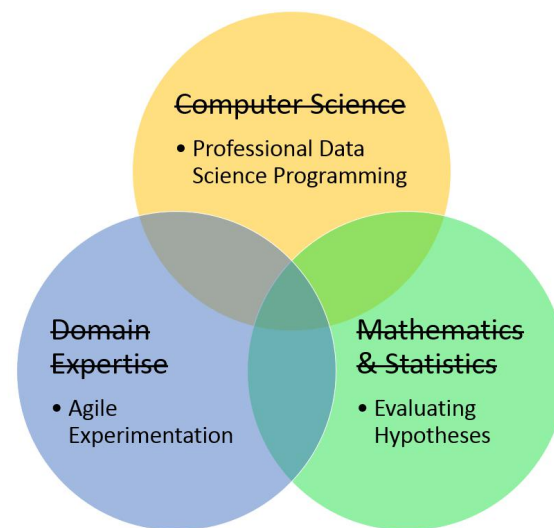 Computer Science
• Professional Data
Science Programming
Domain
Expertise
• Agile
Experimentation
Mathematics
& Statistics
• Evaluating
Hypotheses